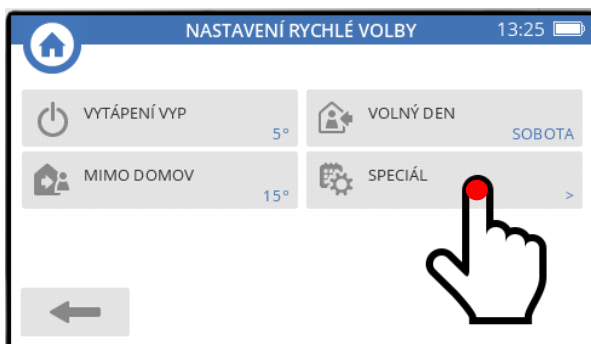 NASTAVENÍ RYCHLÉ VOLBY 13:25
VYTÁPENÍ VYP 5°
VOLNÝ DEN SOBOTA
MIMO DOMOV 15°
SPECIÁL >